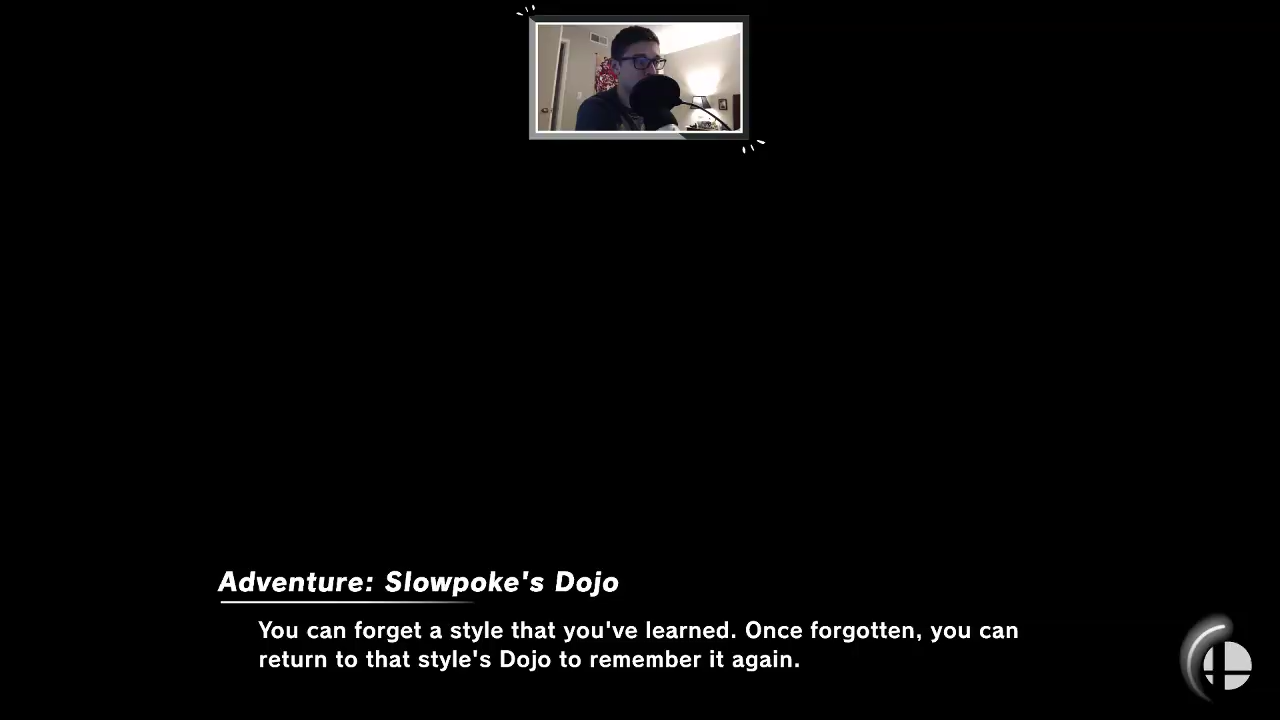 Adventure: Slowpoke's Dojo
You can forget a style that you've learned. Once forgotten, you can
return to that style's Dojo to remember it again.